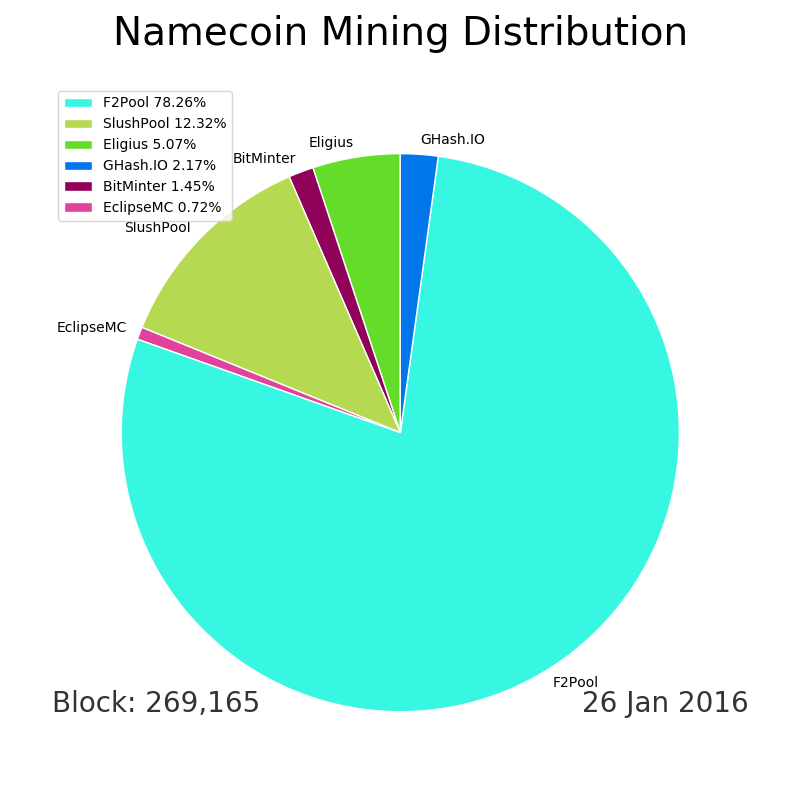 Namecoin Mining Distribution
F2Pool 78.26%
SlushPool 12.32%
Eligius 5.07%
GHash.IO 2.17%
BitMinter 1.45%
EclipseMC 0.72%
GHash.IO
Eligius
BitMinter
SlushPool
EclipseMC
F2Pool
Block: 269,165
26 Jan 2016